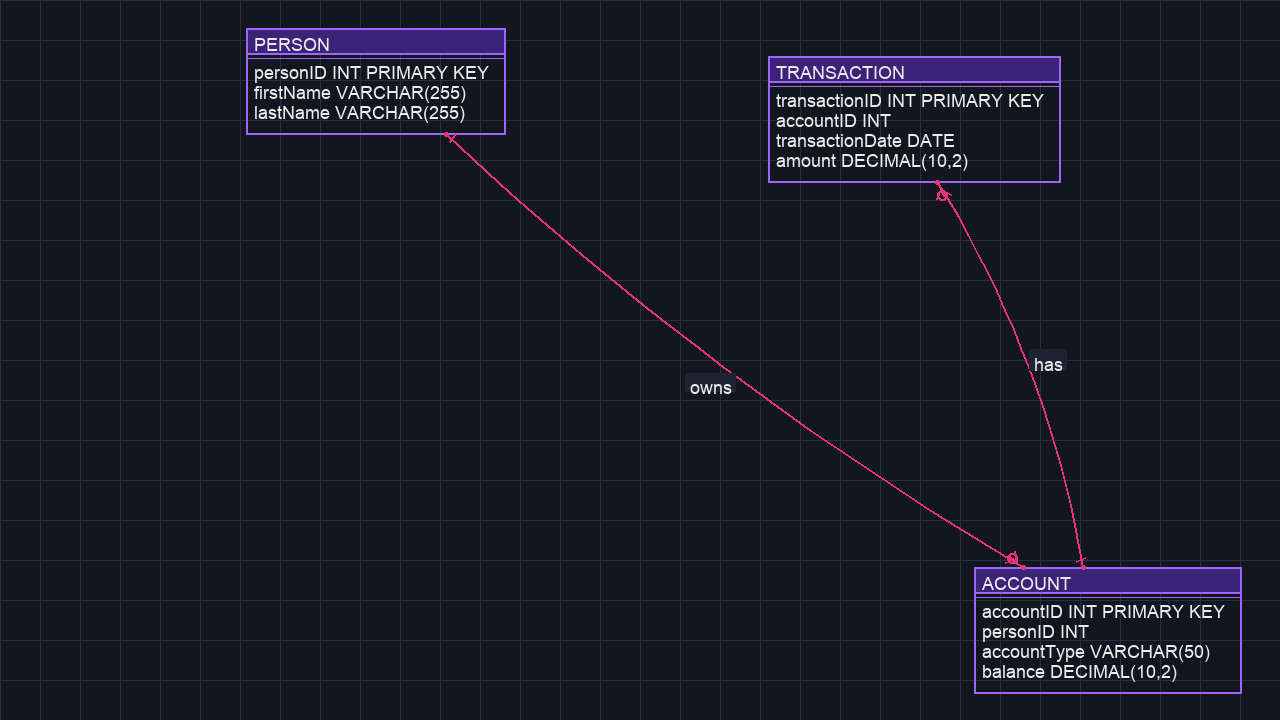 PERSON
personID INT PRIMARY KEY
firstName VARCHAR(255)
lastName VARCHAR(255)
TRANSACTION
transactionID INT PRIMARY KEY
accountID INT
transactionDate DATE
amount DECIMAL(10,2)
has
owns
ACCOUNT
accountID INT PRIMARY KEY
personID INT
accountType VARCHAR(50)
balance DECIMAL(10,2)